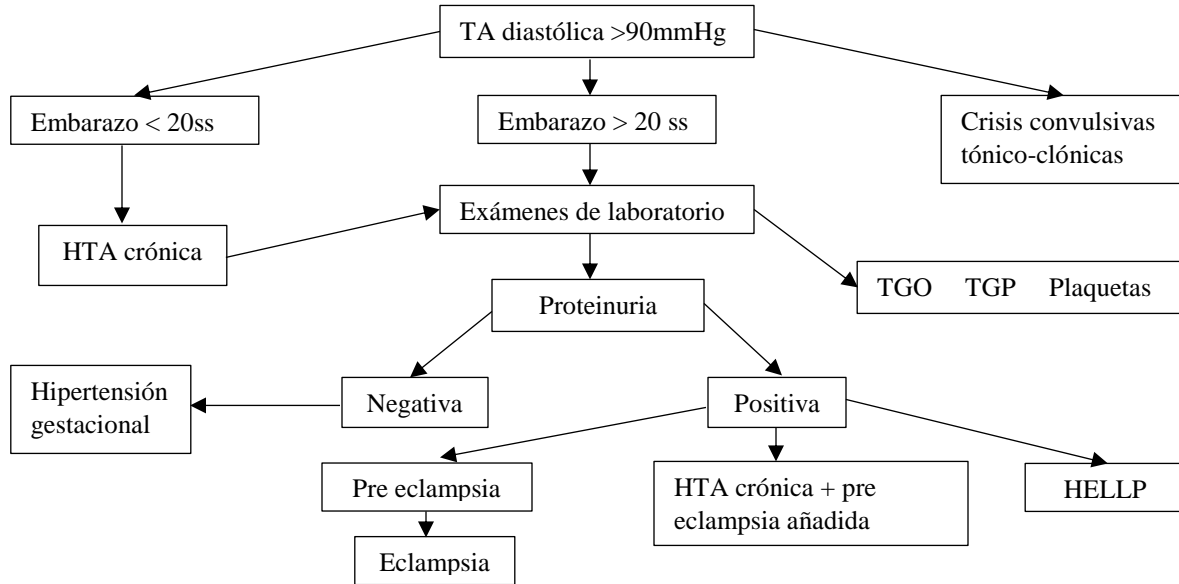 TA diastólica >90mmHg
Embarazo < 20ss
Embarazo > 20 ss
Crisis convulsivas
tónico-clónicas
HTA crónica
Exámenes de laboratorio
TGO TGP Plaquetas
Proteinuria
Hipertensión
gestacional
Negativa
Positiva
Pre eclampsia
HTA crónica + pre
eclampsia añadida
HELLP
Eclampsia